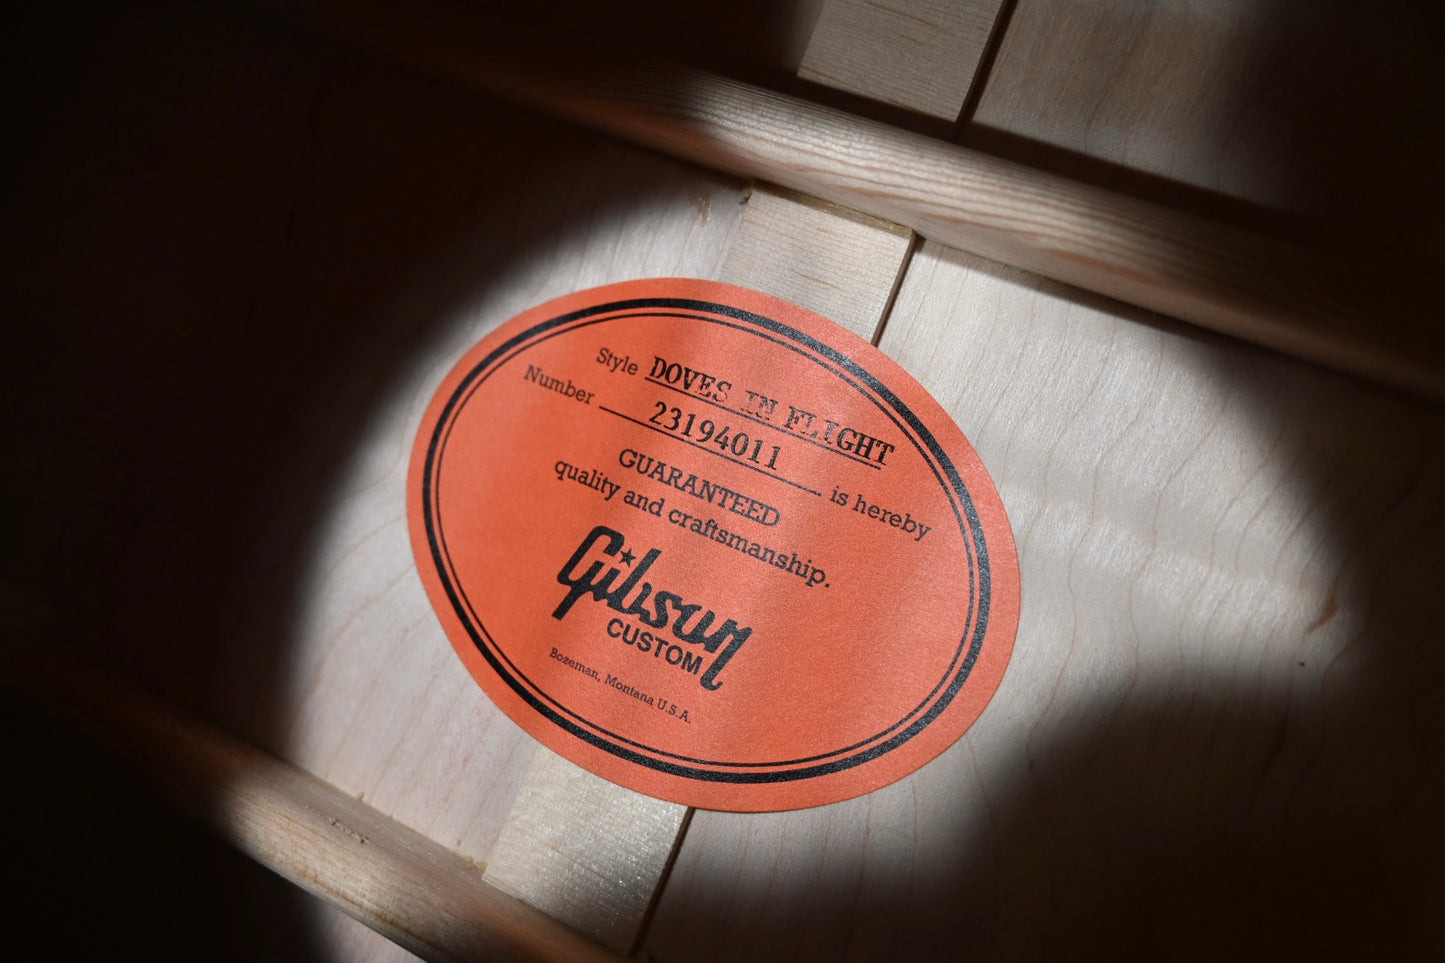 Style DOVES IN FLIGHT
Number 23194011 is hereby
GUARANTEED
quality and craftsmanship.
Gibson
CUSTOM
Bozeman, Montana U.S.A.